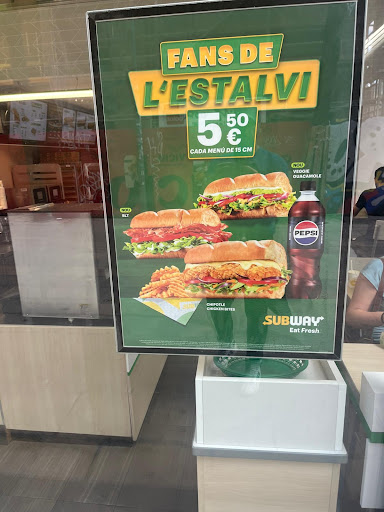 FANS DE
L'ESTALVI
5 50 €
CADA MENÚ DE 15 CM
NOU
VEGGIE
GUACAMOLE
NOU
BLT
PEPSI
CHIPOTLE
CHICKEN BITES
SUBWAY
Eat Fresh